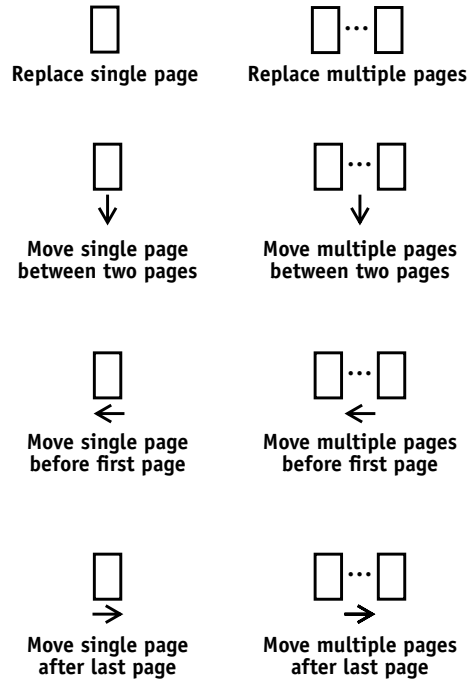 Replace single page
Replace multiple pages
Move single page
between two pages
Move multiple pages
between two pages
Move single page
before first page
Move multiple pages
before first page
Move single page
after last page
Move multiple pages
after last page